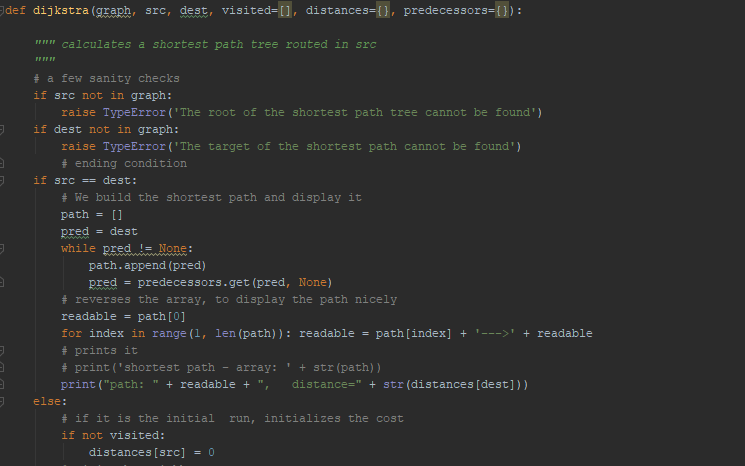 def dijkstra(graph, src, dest, visited=[], distances={}, predecessors={}):
""" calculates a shortest path tree routed in src
"""
# a few sanity checks
if src not in graph:
raise TypeError('The root of the shortest path tree cannot be found')
if dest not in graph:
raise TypeError('The target of the shortest path cannot be found')
# ending condition
if src == dest:
# We build the shortest path and display it
path = []
pred = dest
while pred != None:
path.append(pred)
pred = predecessors.get(pred, None)
# reverses the array, to display the path nicely
readable = path[0]
for index in range(1, len(path)): readable = path[index] + '--->' + readable
# prints it
# print('shortest path - array: ' + str(path))
print("path: " + readable + ",   distance=" + str(distances[dest]))
else:
# if it is the initial  run, initializes the cost
if not visited:
distances[src] = 0